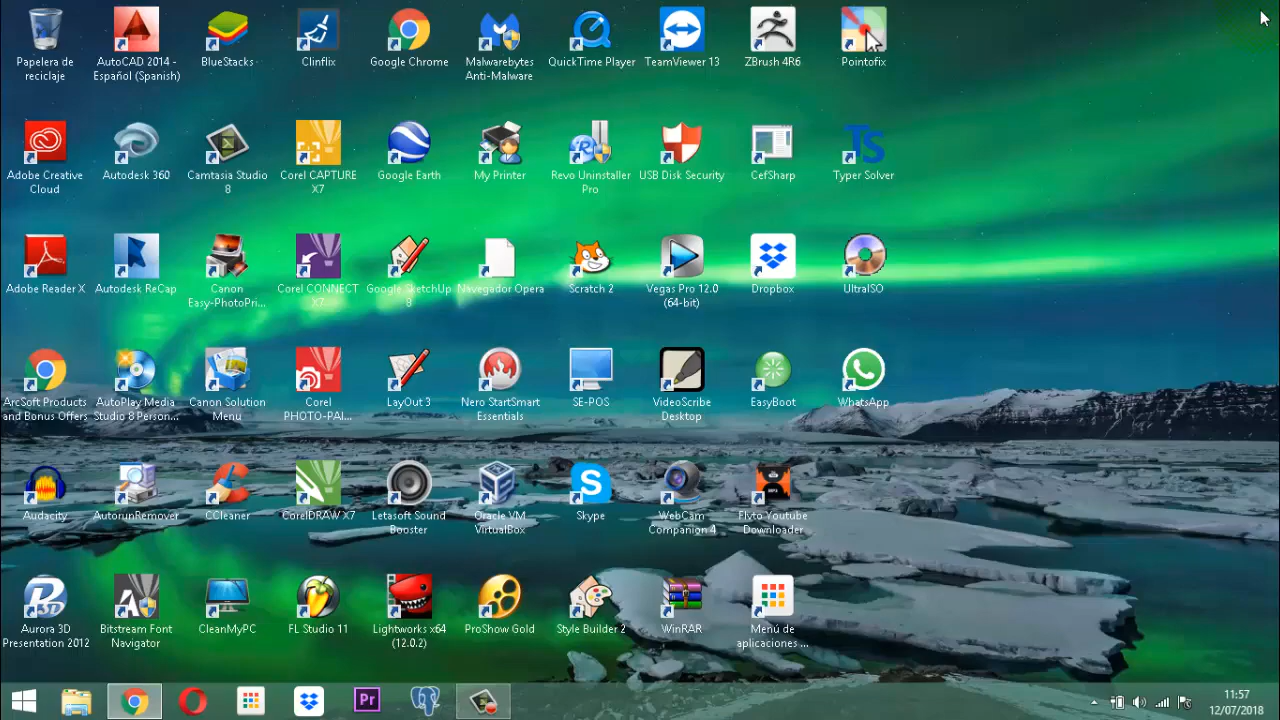 Papelera de
reciclaje
AutoCAD 2014 -
Español (Spanish)
BlueStacks
Clinflix
Google Chrome
Malwarebytes
Anti-Malware
QuickTime Player
TeamViewer 13
ZBrush 4R6
Pointofix
Adobe Creative
Cloud
Autodesk 360
Camtasia Studio
8
Corel CAPTURE
X7
Google Earth
My Printer
Revo Uninstaller
Pro
USB Disk Security
CefSharp
Ts
Typer Solver
Adobe Reader X
Autodesk ReCap
Canon
Easy-PhotoPri...
Corel CONNECT
X7
Google SketchUp
8
Navegador Opera
Scratch 2
Vegas Pro 12.0
(64-bit)
Dropbox
UltraISO
ArcSoft Products
and Bonus Offers
AutoPlay Media
Studio 8 Person...
Canon Solution
Menu
Corel
PHOTO-PAI...
LayOut 3
Nero StartSmart
Essentials
SE-POS
VideoScribe
Desktop
EasyBoot
WhatsApp
Audacity
AutorunRemover
CCleaner
CorelDRAW X7
Letasoft Sound
Booster
Oracle VM
VirtualBox
S
Skype
WebCam
Companion 4
Flyto Youtube
Downloader
Aurora 3D
Presentation 2012
Bitstream Font
Navigator
CleanMyPC
FL Studio 11
Lightworks x64
(12.0.2)
ProShow Gold
Style Builder 2
WinRAR
Menú de
aplicaciones ...
Pr
11:57
12/07/2018